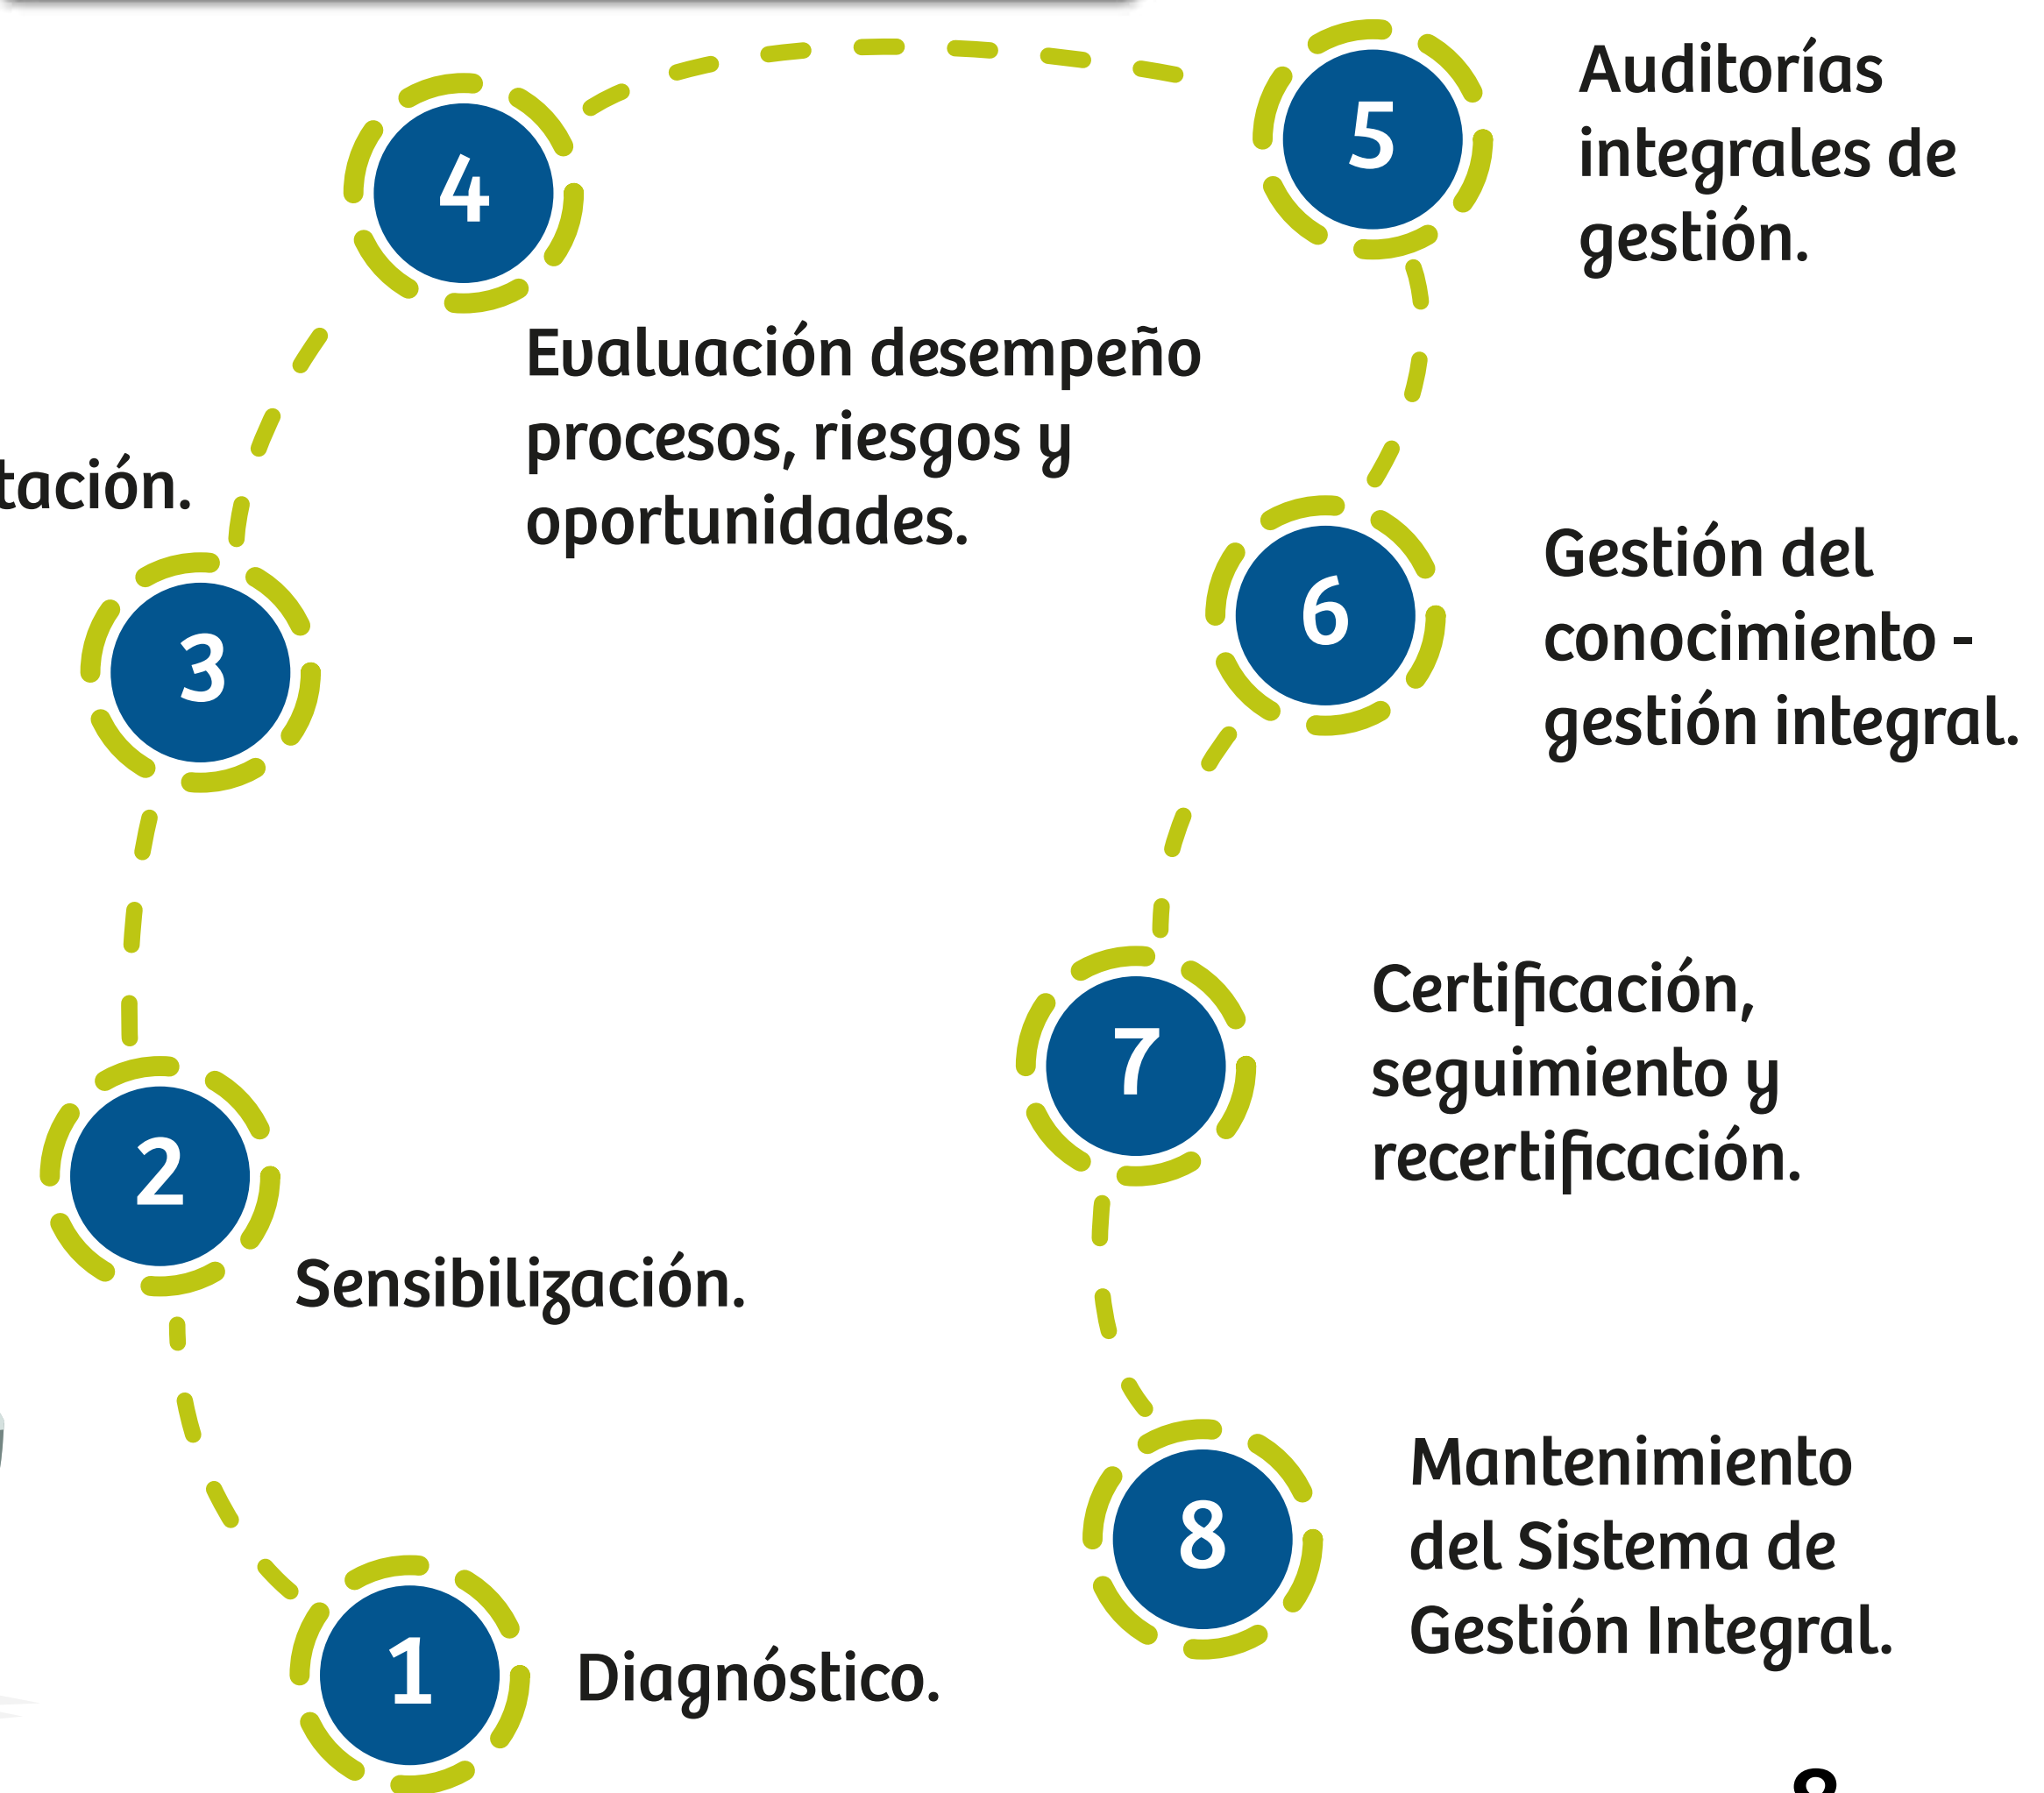 4
5
Auditorías
integrales de
gestión.
Evaluación desempeño
procesos, riesgos y
oportunidades.
tación.
3
6
Gestión del
conocimiento -
gestión integral.
7
Certificación,
seguimiento y
recertificación.
2
Sensibilización.
8
Mantenimiento
del Sistema de
Gestión Integral.
1
Diagnóstico.